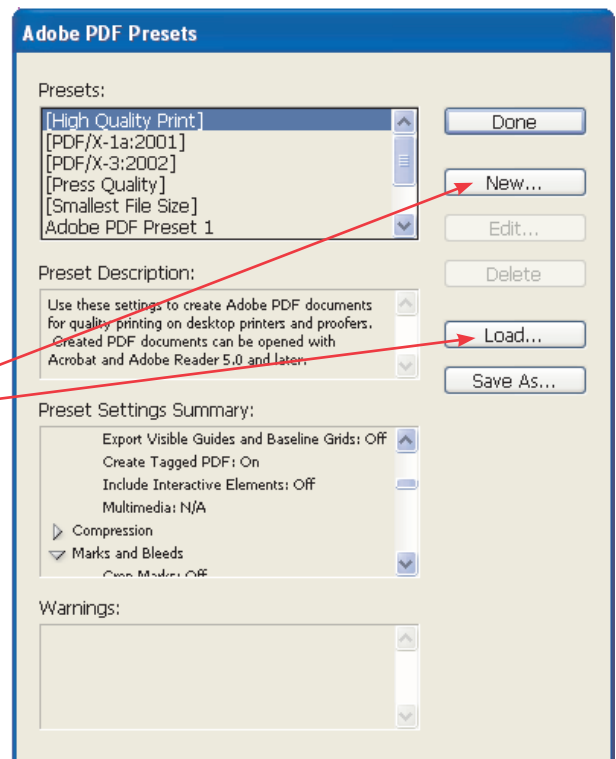 Adobe PDF Presets
Presets:
[High Quality Print]
[PDF/X-1a:2001]
[PDF/X-3:2002]
[Press Quality]
[Smallest File Size]
Adobe PDF Preset 1
Done
New...
Edit...
Delete
Load...
Save As...
Preset Description:
Use these settings to create Adobe PDF documents
for quality printing on desktop printers and proofers.
Created PDF documents can be opened with
Acrobat and Adobe Reader 5.0 and later.
Preset Settings Summary:
Export Visible Guides and Baseline Grids: Off
Create Tagged PDF: On
Include Interactive Elements: Off
Multimedia: N/A
Compression
Marks and Bleeds
Crop Marks: Off
Warnings: